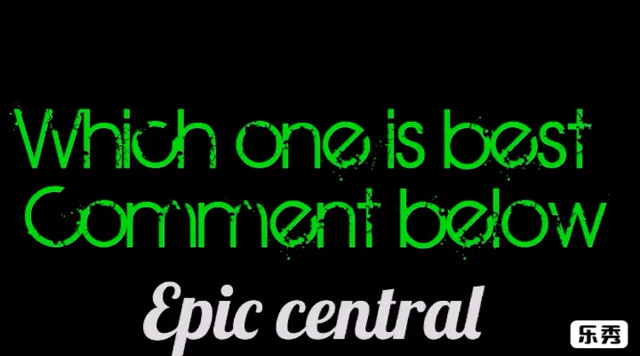 Which one is best
Comment below
Epic central
乐秀